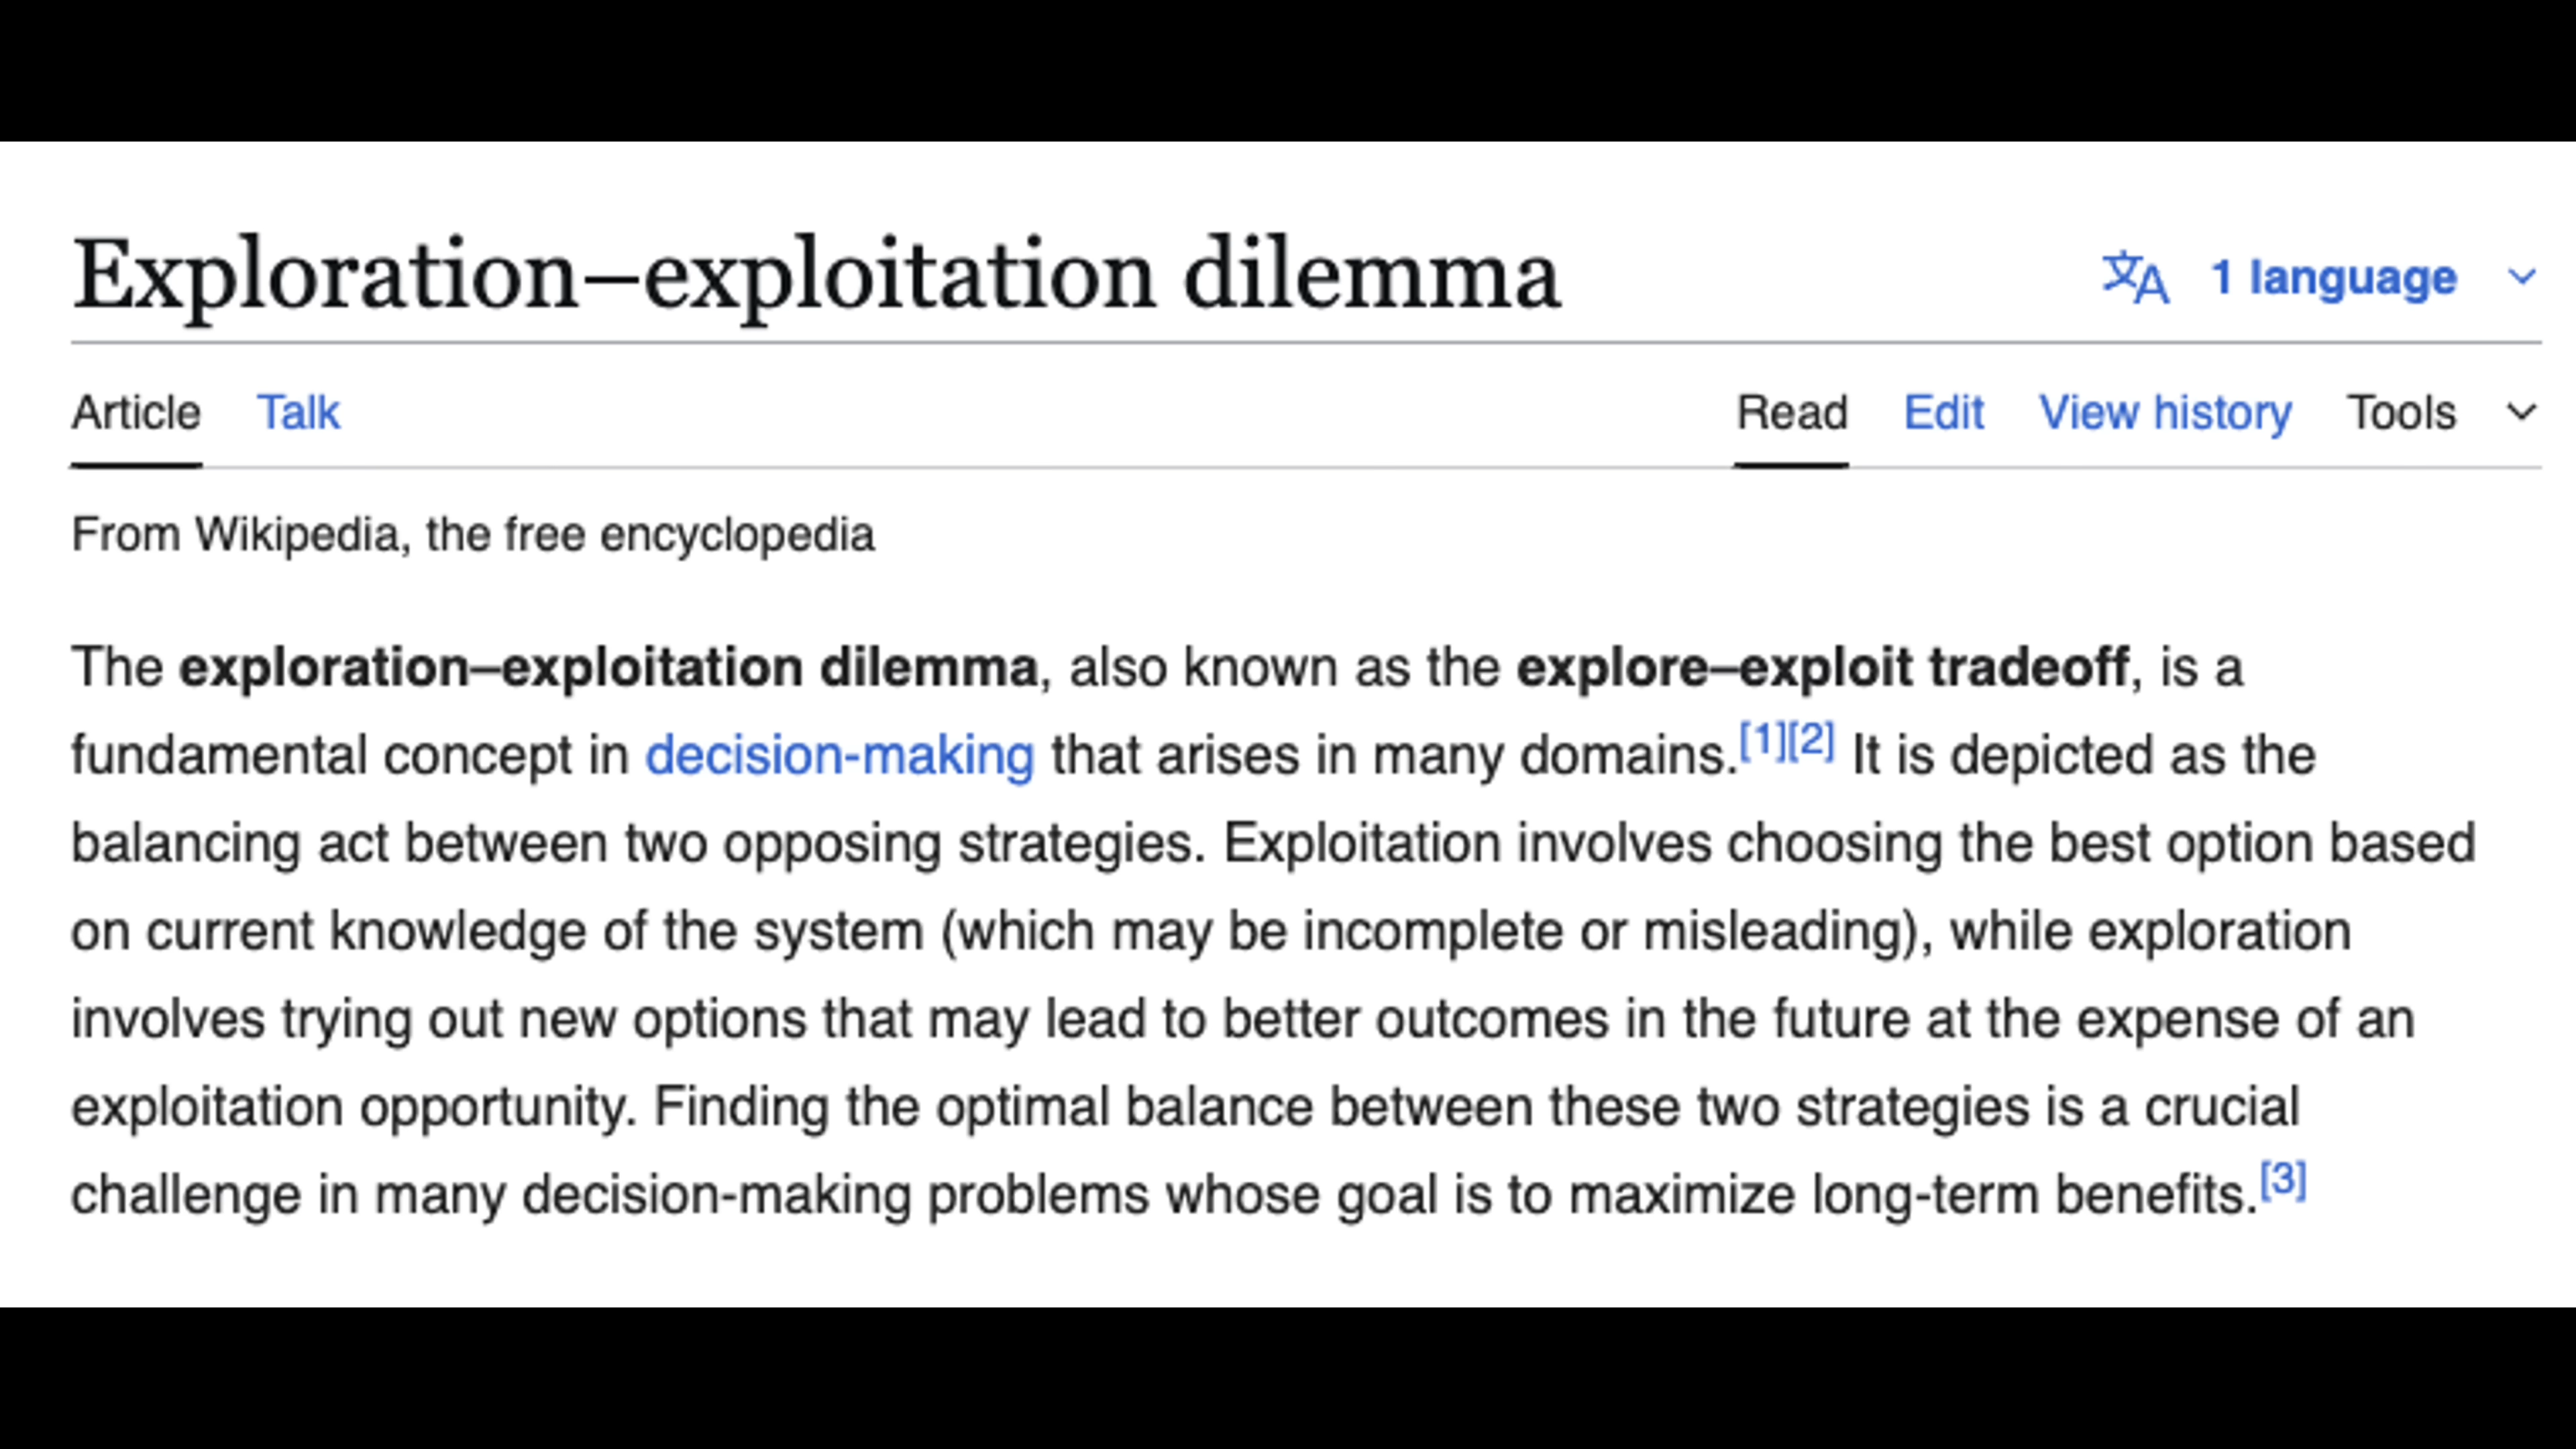 Exploration–exploitation dilemma
文A 1 language
Article Talk Read Edit View history Tools
From Wikipedia, the free encyclopedia
The exploration–exploitation dilemma, also known as the explore–exploit tradeoff, is a
fundamental concept in decision-making that arises in many domains.[1][2] It is depicted as the
balancing act between two opposing strategies. Exploitation involves choosing the best option based
on current knowledge of the system (which may be incomplete or misleading), while exploration
involves trying out new options that may lead to better outcomes in the future at the expense of an
exploitation opportunity. Finding the optimal balance between these two strategies is a crucial
challenge in many decision-making problems whose goal is to maximize long-term benefits.[3]